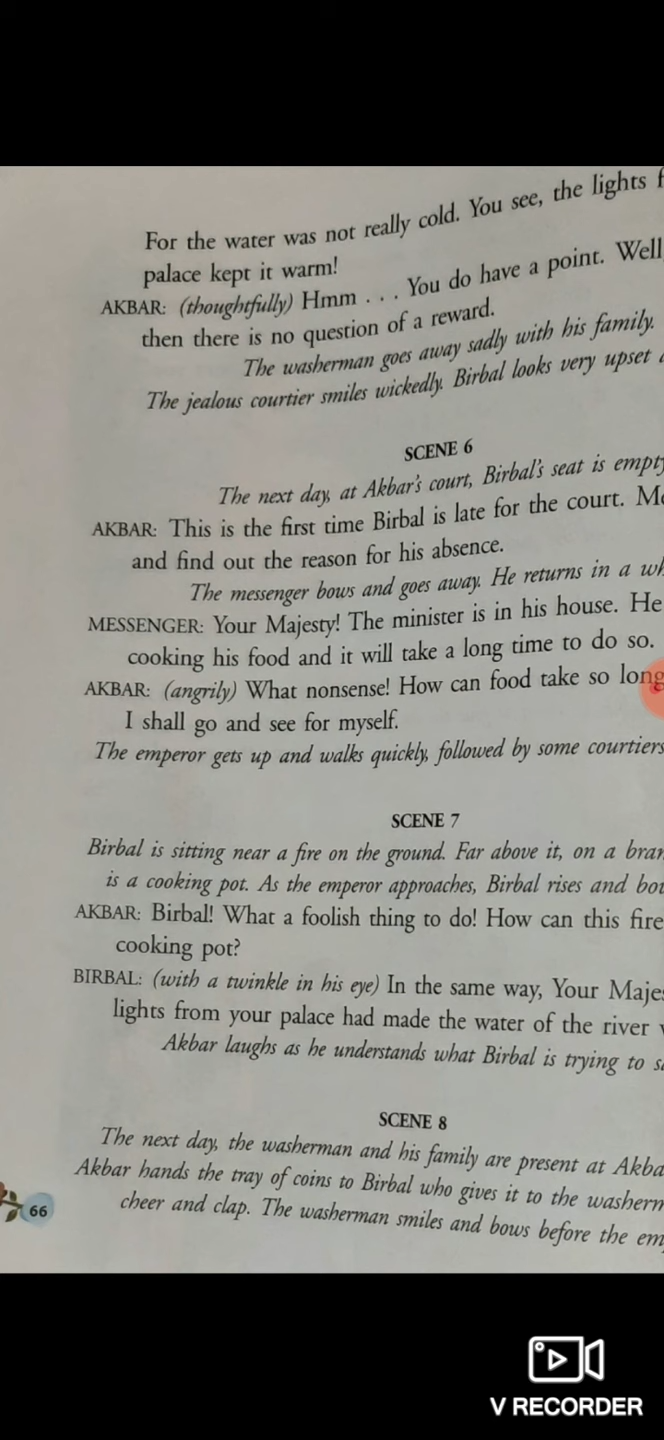 For the water was not really cold. You see, the lights
palace kept it warm!
AKBAR: (thoughtfully) Hmm . . . You do have a point. Well
then there is no question of a reward.
The washerman goes away sadly with his family.
The jealous courtier smiles wickedly. Birbal looks very upset
SCENE 6
The next day, at Akbar's court, Birbal's seat is empty
AKBAR: This is the first time Birbal is late for the court.
and find out the reason for his absence.
The messenger bows and goes away. He returns in a
MESSENGER: Your Majesty! The minister is in his house. He
cooking his food and it will take a long time to do so.
AKBAR: (angrily) What nonsense! How can food take so long
I shall go and see for myself.
The emperor gets up and walks quickly, followed by some courtiers
SCENE 7
Birbal is sitting near a fire on the ground. Far above it, on a
is a cooking pot. As the emperor approaches, Birbal rises and
AKBAR: Birbal! What a foolish thing to do! How can this fire
cooking pot?
BIRBAL: (with a twinkle in his eye) In the same way, Your
lights from your palace had made the water of the river
Akbar laughs as he understands what Birbal is trying to
SCENE 8
The next day, the washerman and his family are present at
Akbar hands the tray of coins to Birbal who gives it to the
cheer and clap. The washerman smiles and bows before the
66
V RECORDER